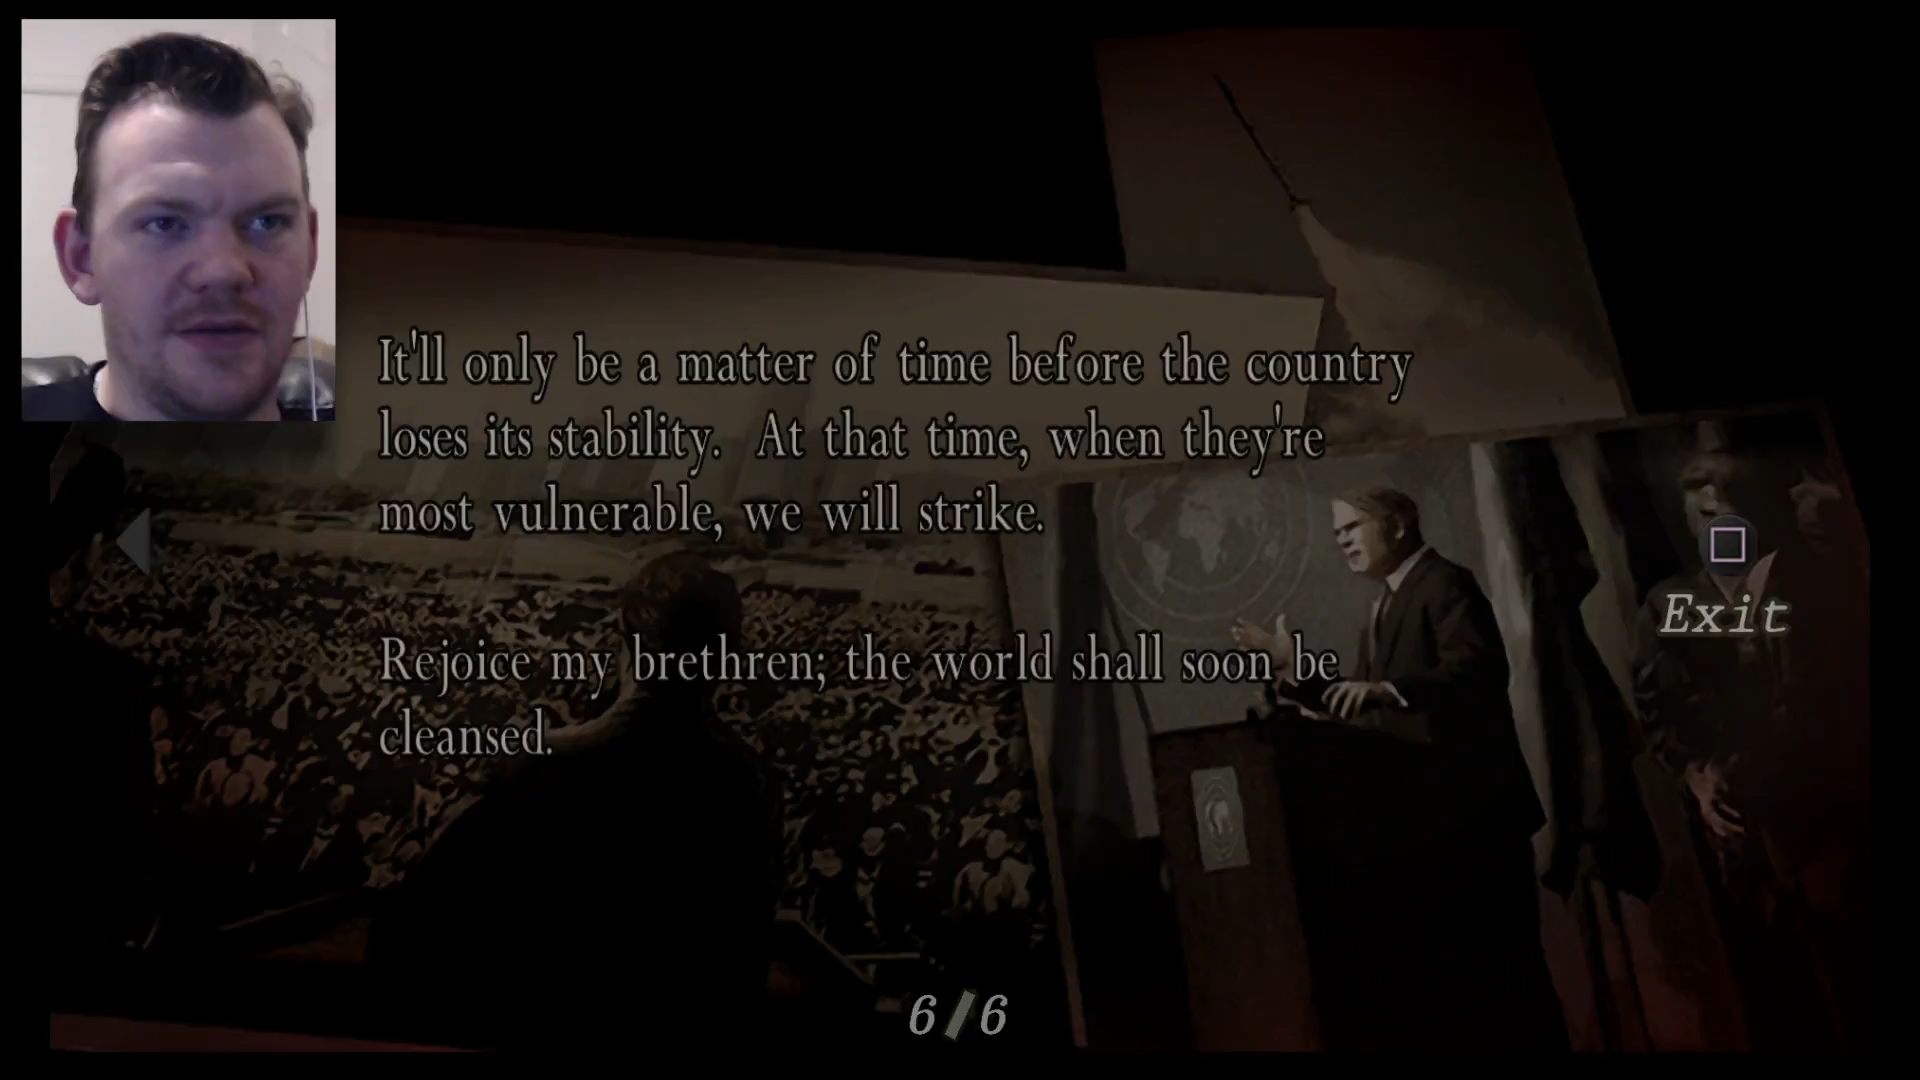 It'll only be a matter of time before the country
loses its stability. At that time, when they're
most vulnerable, we will strike.
Rejoice my brethren; the world shall soon be
cleansed.
Exit
6/6